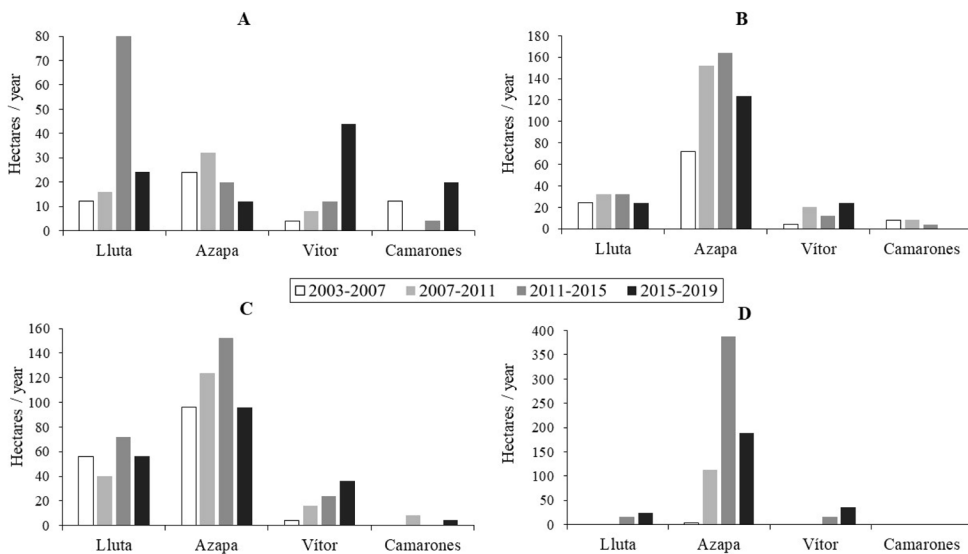 A
Hectares / year
80
70
60
50
40
30
20
10
0
Lluta Azapa Vítor Camarones
B
Hectares / year
180
160
140
120
100
80
60
40
20
0
Lluta Azapa Vítor Camarones
2003-2007 2007-2011 2011-2015 2015-2019
C
Hectares / year
160
140
120
100
80
60
40
20
0
Lluta Azapa Vítor Camarones
D
Hectares / year
400
350
300
250
200
150
100
50
0
Lluta Azapa Vítor Camarones